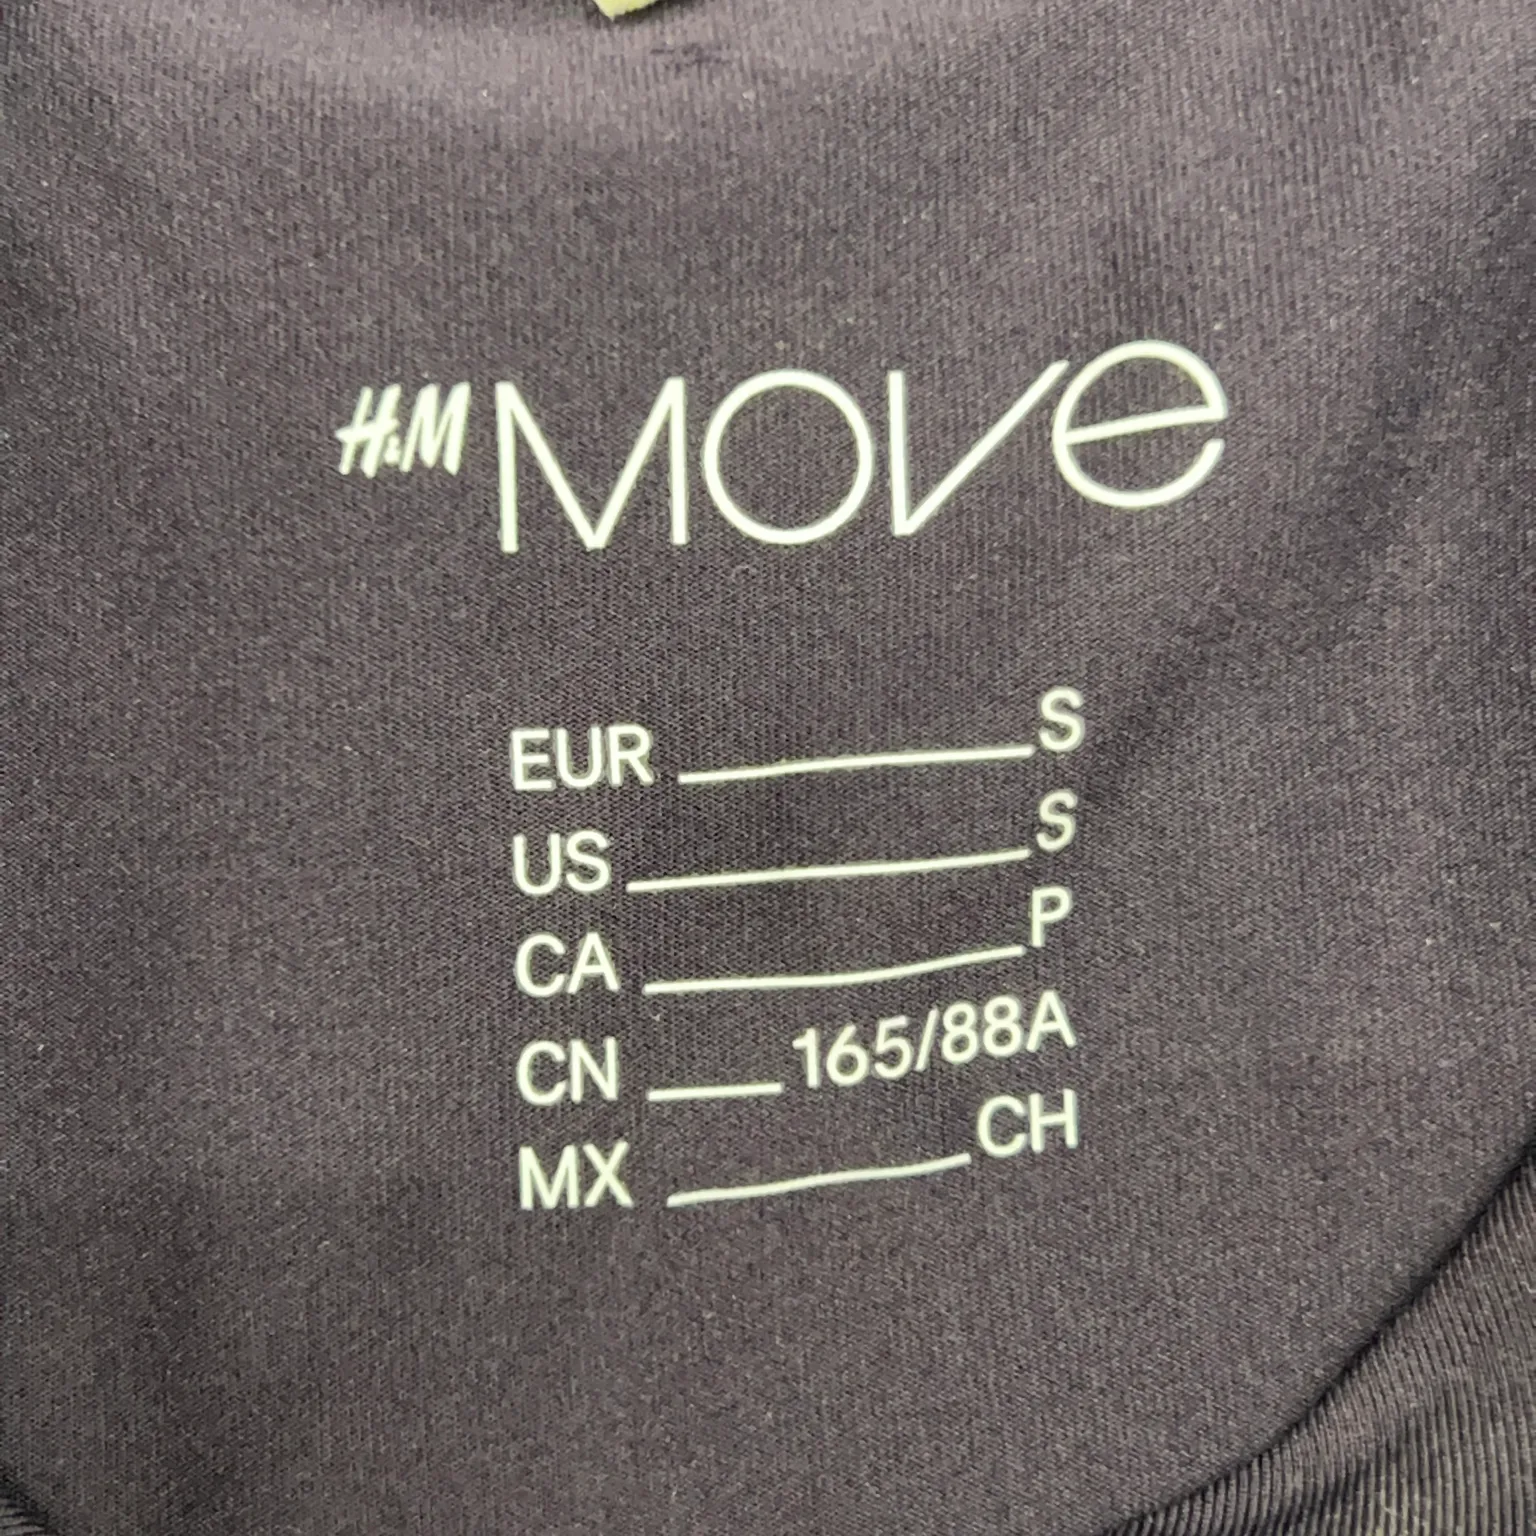 H&M MOVE
EUR S
US S
CA P
CN 165/88A
MX CH